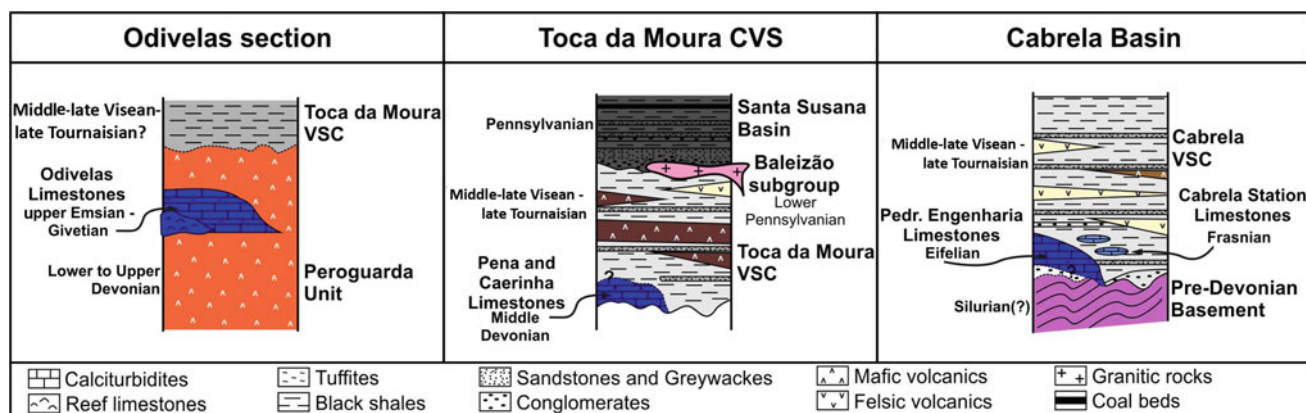 Odivelas section
Toca da Moura CVS
Cabrela Basin
Middle-late Visean-
late Tournaisian?
Toca da Moura
VSC
Odivelas
Limestones
upper Emsian -
Givetian
Lower to Upper
Devonian
Peroguarda
Unit
Pennsylvanian
Santa Susana
Basin
Baleizão
subgroup
Lower
Pennsylvanian
Middle-late Visean -
late Tournaisian
Toca da Moura
VSC
Pena and
Caerinha
Limestones
Middle
Devonian
?
Middle-late Visean -
late Tournaisian
Cabrela
VSC
Cabrela Station
Limestones
Frasnian
Pedr. Engenharia
Limestones
Eifelian
?
Silurian(?)
Pre-Devonian
Basement
Calciturbidites
Tuffites
Sandstones and Greywackes
Mafic volcanics
Granitic rocks
Reef limestones
Black shales
Conglomerates
Felsic volcanics
Coal beds